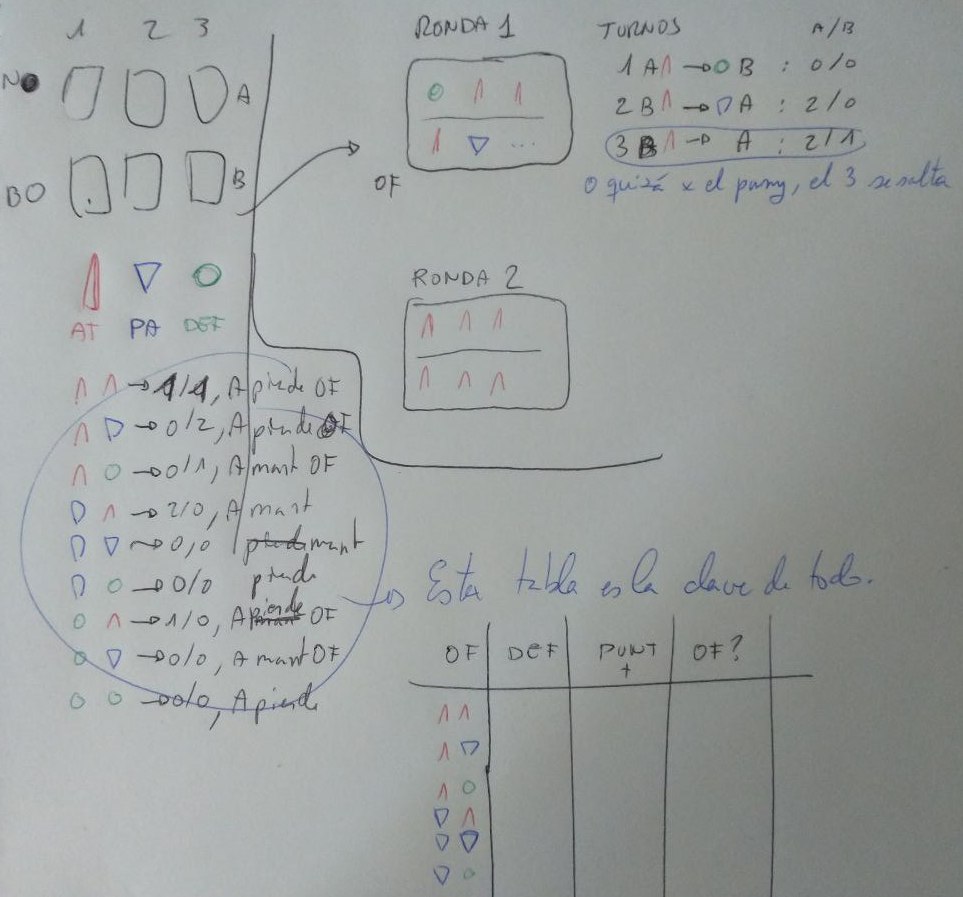 1 2 3
NO A
BO B
AT PA DEF
→ 1/1, A pierde OF
→ 0/2, A pierde OF
→ 0/1, A mant OF
→ 2/0, A mant
→ 0/0 mant
→ 0/0 pierde
→ 1/0, A pierde OF
→ 0/0, A mant OF
→ 0/0, A pierde
RONDA 1
...
OF
TURNOS A/B
1 A → B : 0/0
2 B → A : 2/0
3 B → A : 2/1
O quizá x el, el 3 se salta
RONDA 2
Esta tabla es la clave de todo.
OF DEF PUNT + OF?